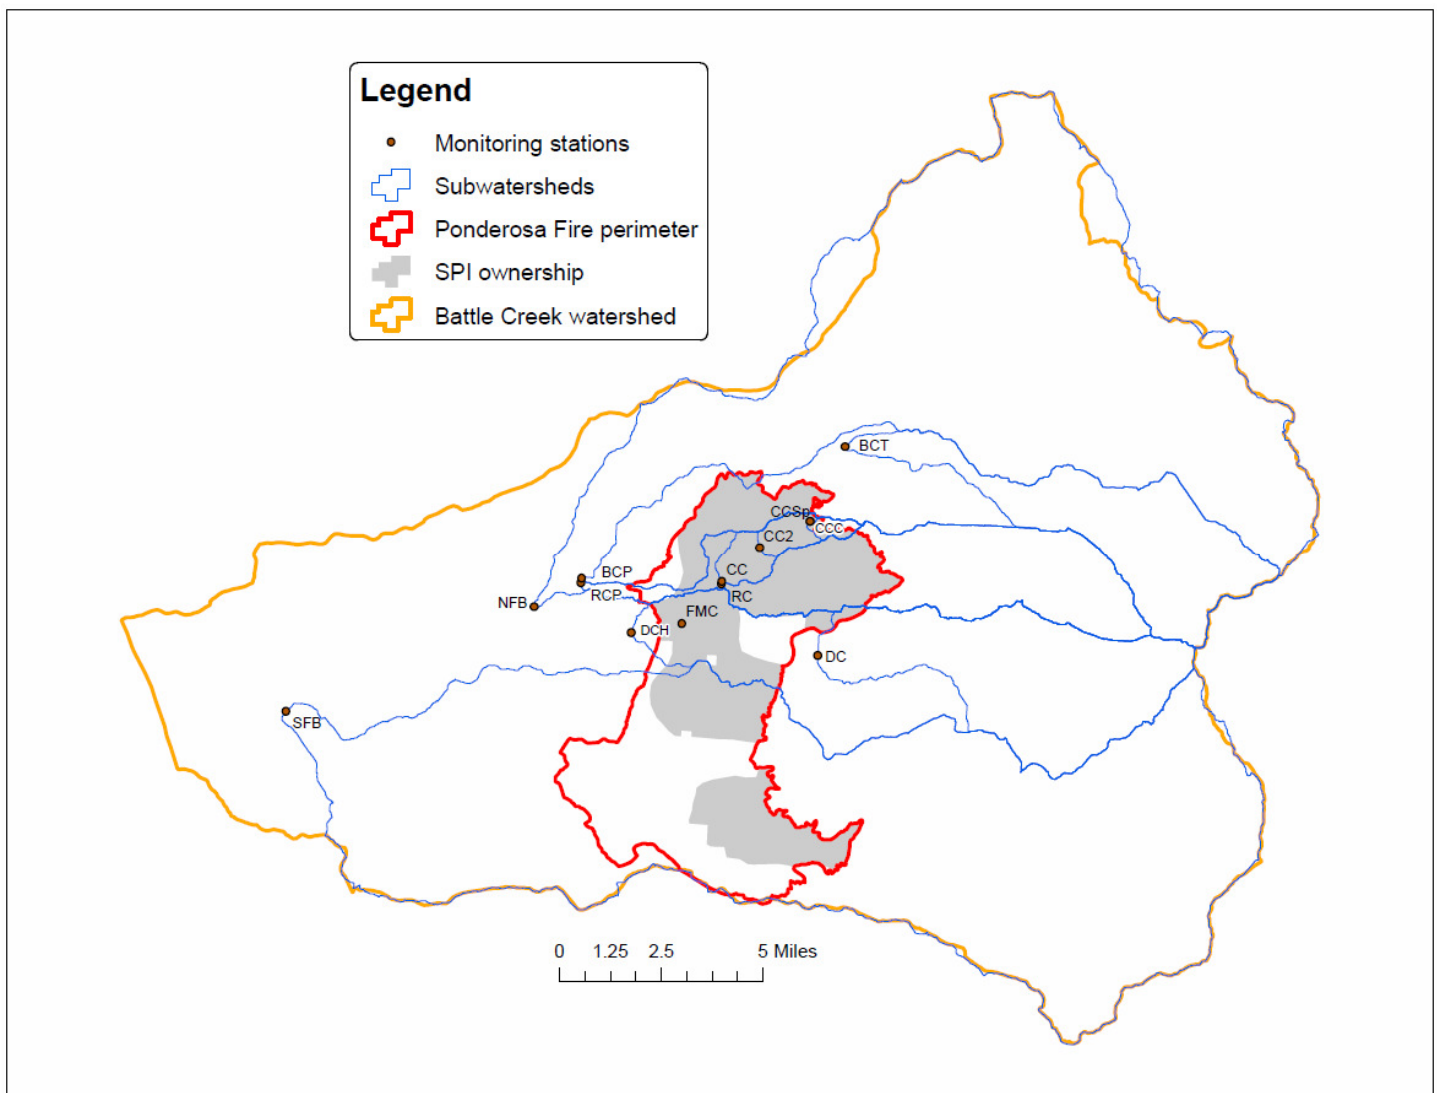 Legend
Monitoring stations
Subwatersheds
Ponderosa Fire perimeter
SPI ownership
Battle Creek watershed
BCT
CCSp
CCC
CC2
BCP
CC
RCP
RC
NFB
FMC
DCH
DC
SFB
0 1.25 2.5 5 Miles